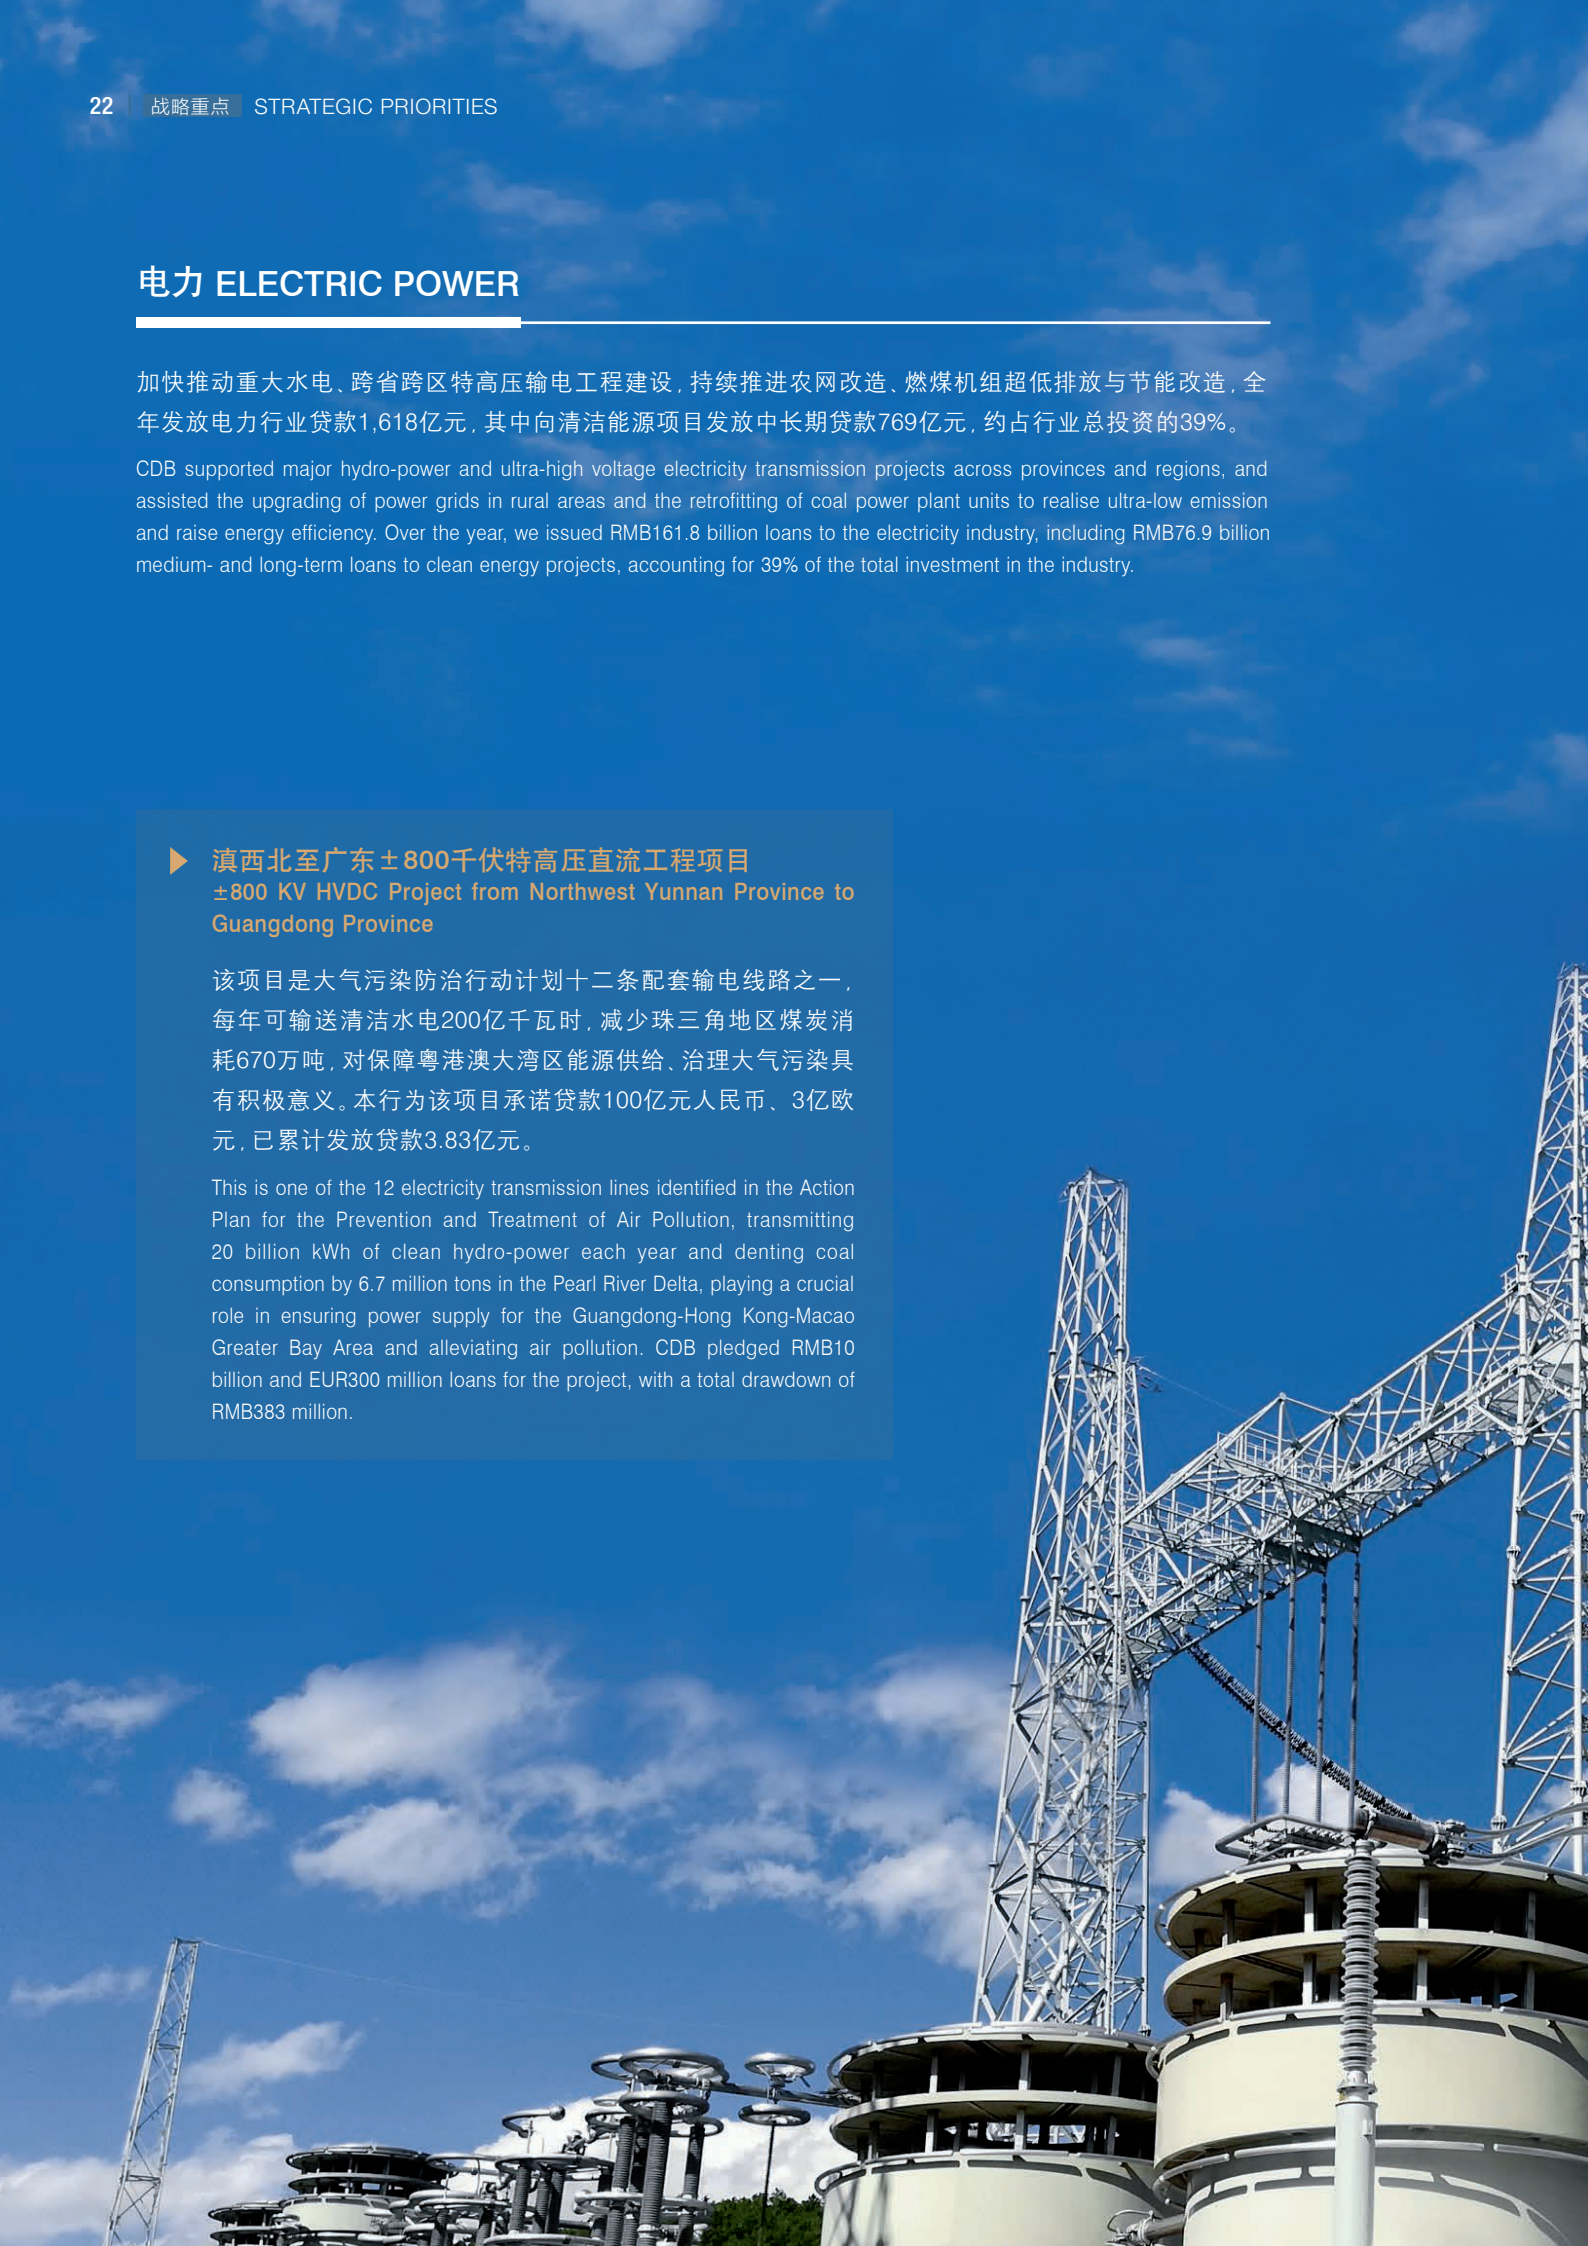 22 战略重点 STRATEGIC PRIORITIES
电力 ELECTRIC POWER
加快推动重大水电、跨省跨区特高压输电工程建设,持续推进农网改造、燃煤机组超低排放与节能改造,全
年发放电力行业贷款1,618亿元,其中向清洁能源项目发放中长期贷款769亿元,约占行业总投资的39%。
CDB supported major hydro-power and ultra-high voltage electricity transmission projects across provinces and regions, and
assisted the upgrading of power grids in rural areas and the retrofitting of coal power plant units to realise ultra-low emission
and raise energy efficiency. Over the year, we issued RMB161.8 billion loans to the electricity industry, including RMB76.9 billion
medium- and long-term loans to clean energy projects, accounting for 39% of the total investment in the industry.
滇西北至广东±800千伏特高压直流工程项目
±800 KV HVDC Project from Northwest Yunnan Province to
Guangdong Province
该项目是大气污染防治行动计划十二条配套输电线路之一,
每年可输送清洁水电200亿千瓦时,减少珠三角地区煤炭消
耗670万吨,对保障粤港澳大湾区能源供给、治理大气污染具
有积极意义。本行为该项目承诺贷款100亿元人民币、3亿欧
元,已累计发放贷款3.83亿元。
This is one of the 12 electricity transmission lines identified in the Action
Plan for the Prevention and Treatment of Air Pollution, transmitting
20 billion kWh of clean hydro-power each year and denting coal
consumption by 6.7 million tons in the Pearl River Delta, playing a crucial
role in ensuring power supply for the Guangdong-Hong Kong-Macao
Greater Bay Area and alleviating air pollution. CDB pledged RMB10
billion and EUR300 million loans for the project, with a total drawdown of
RMB383 million.